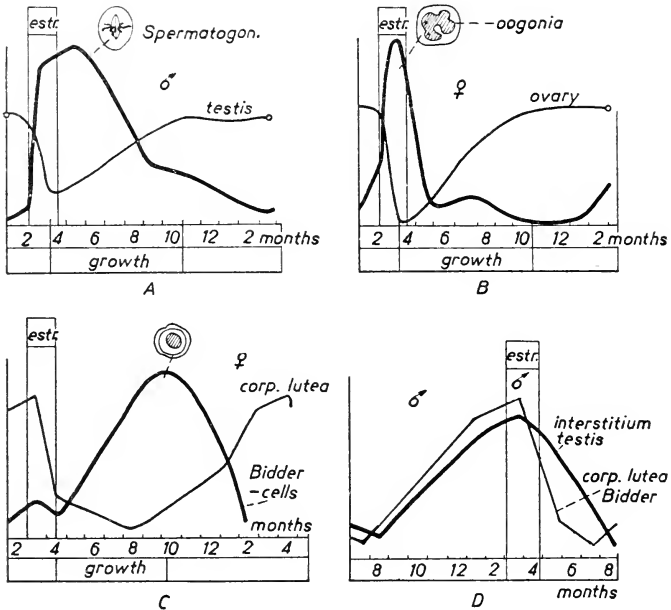 estr.
Spermatogon.
♂
testis
2 4 6 8 10 12 2 months
growth
A
estr.
oogonia
♀
ovary
2 4 6 8 10 12 2 months
growth
B
estr.
♀
corp. lutea
Bidder
-cells
months
2 4 6 8 10 12 2 4
growth
C
estr.
♂
♂
interstitium
testis
corp. lutea
Bidder
8 10 12 2 4 6 8
months
D